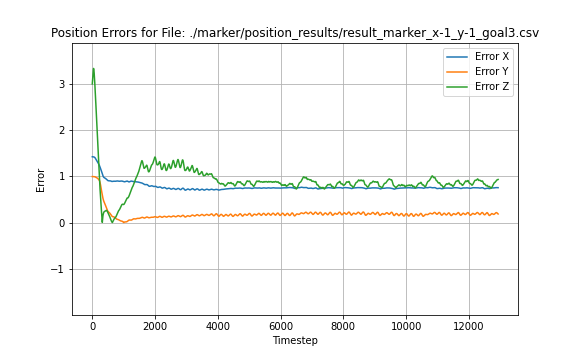 Position Errors for File: ./marker/position_results/result_marker_x-1_y-1_goal3.csv
Error X
Error Y
Error Z
3
2
1
0
−1
Error
0
2000
4000
6000
8000
10000
12000
Timestep